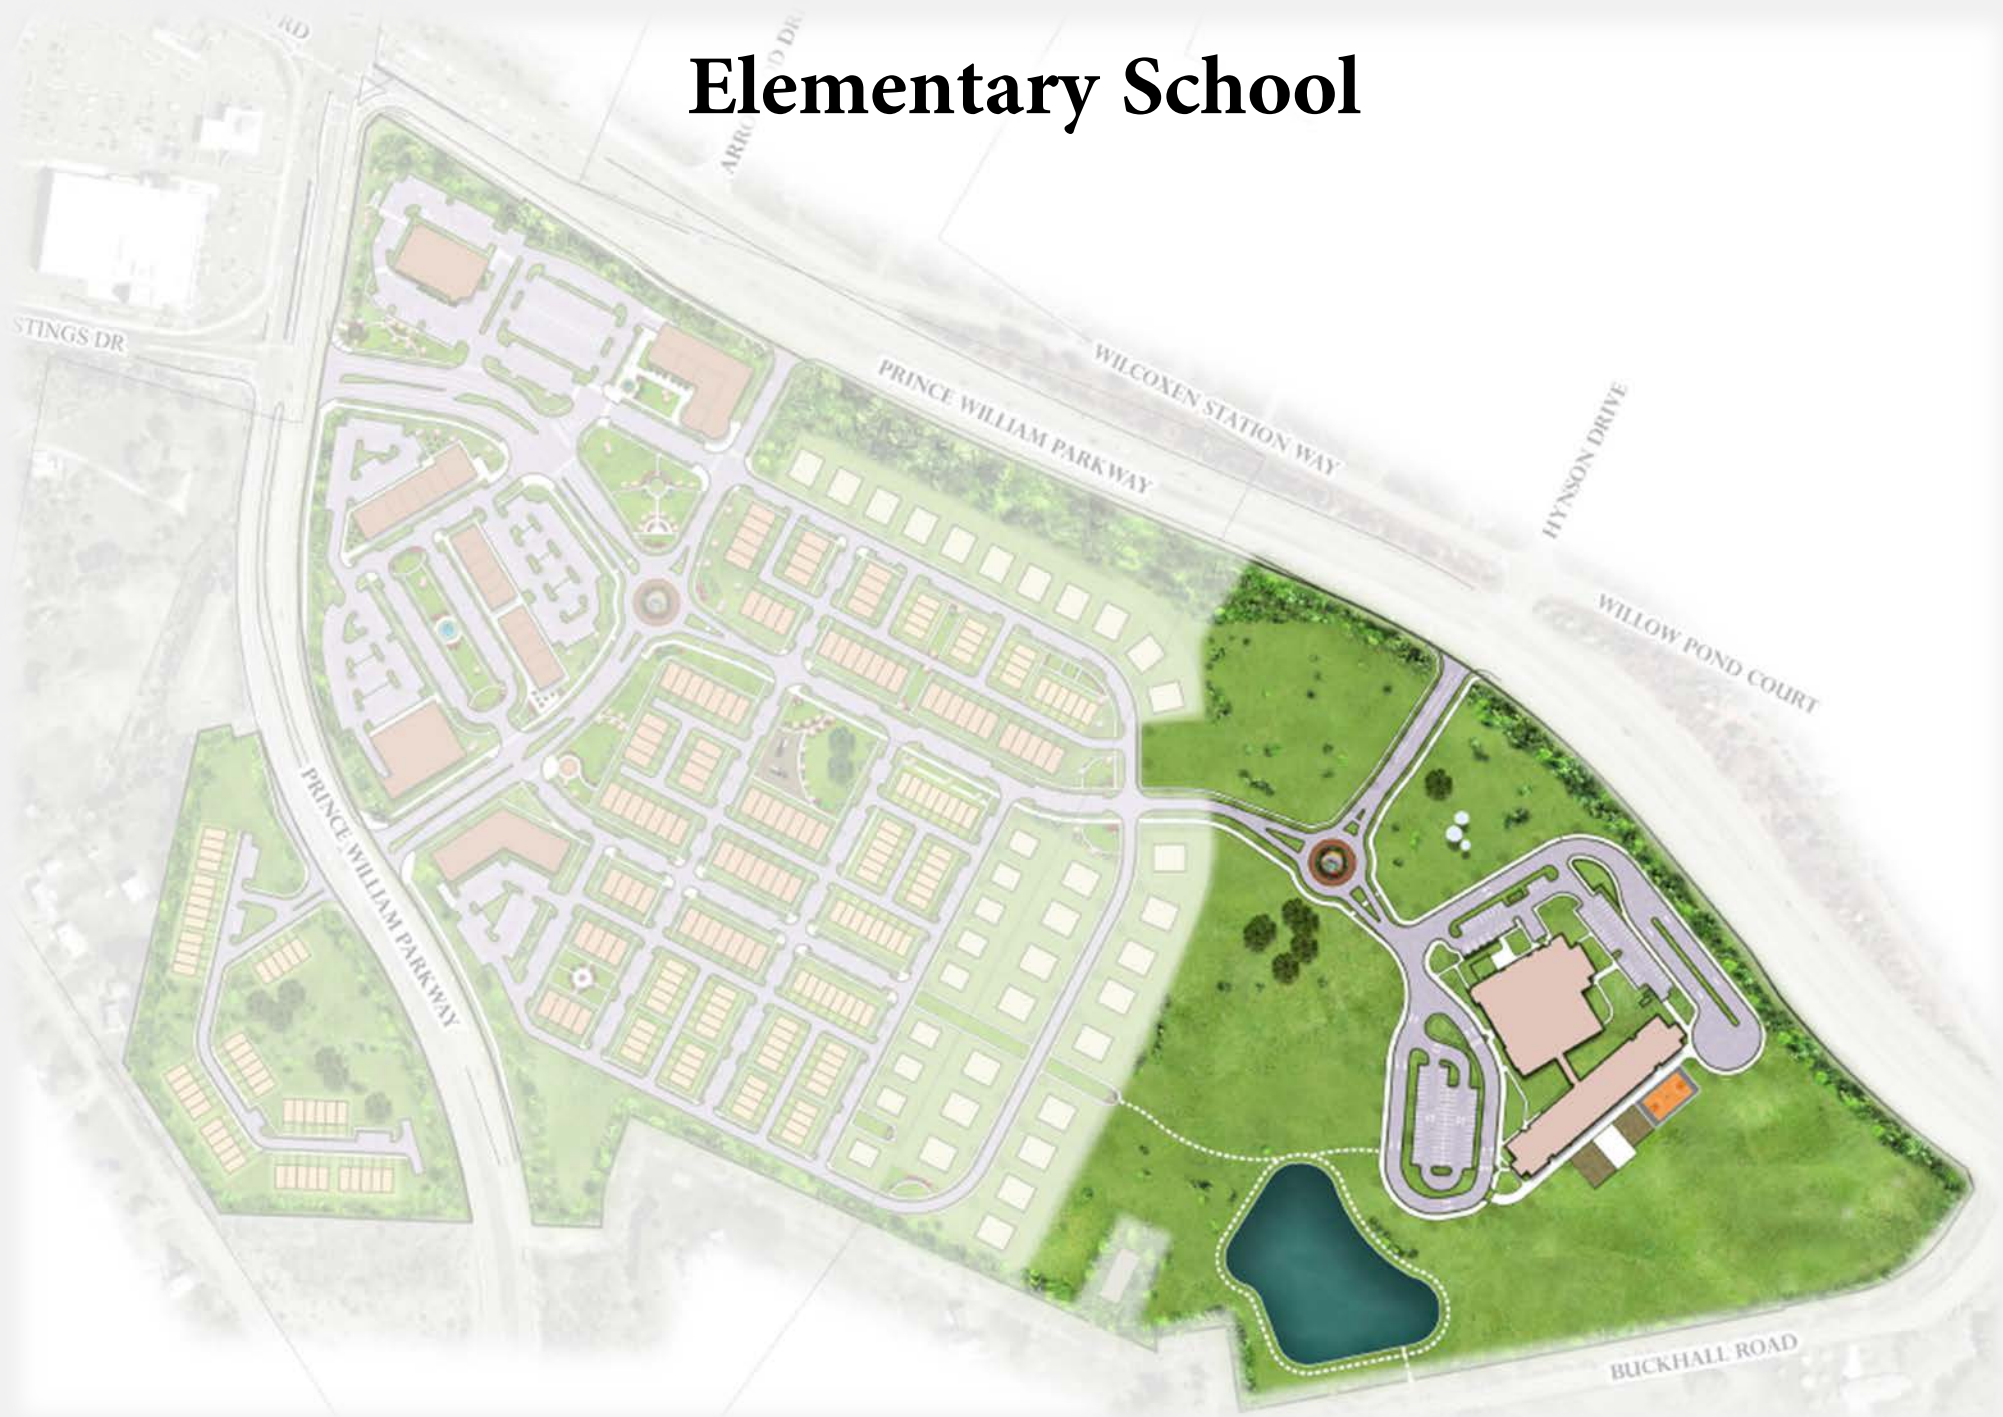 Elementary School
RD
STINGS DR
PRINCE WILLIAM PARKWAY
WILCOXEN STATION WAY
HYNSON DRIVE
WILLOW POND COURT
PRINCE WILLIAM PARKWAY
BUCKHALL ROAD